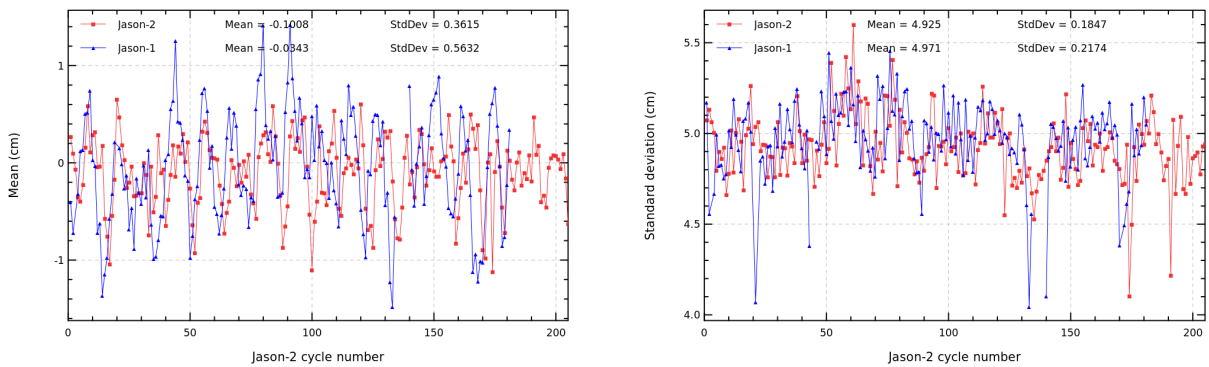 Jason-2 Mean = -0.1008 StdDev = 0.3615
Jason-1 Mean = -0.0343 StdDev = 0.5632
1
0
-1
0 50 100 150 200
Mean (cm)
Jason-2 cycle number
Jason-2 Mean = 4.925 StdDev = 0.1847
Jason-1 Mean = 4.971 StdDev = 0.2174
5.5
5.0
4.5
4.0
0 50 100 150 200
Standard deviation (cm)
Jason-2 cycle number